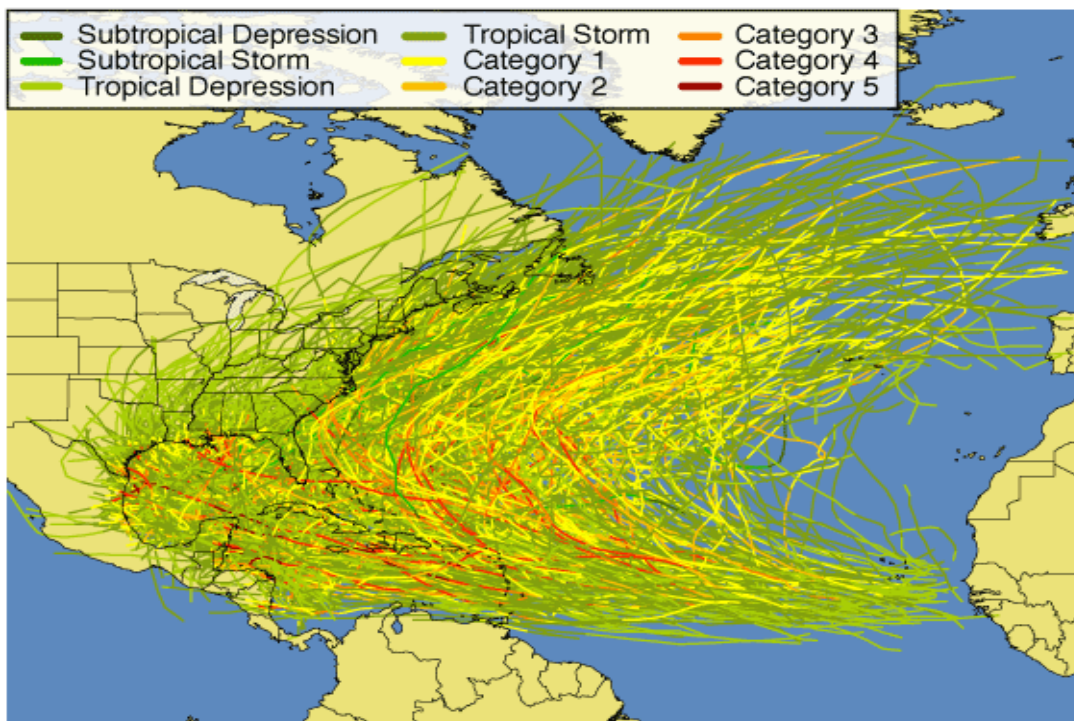 Subtropical Depression
Subtropical Storm
Tropical Depression
Tropical Storm
Category 1
Category 2
Category 3
Category 4
Category 5